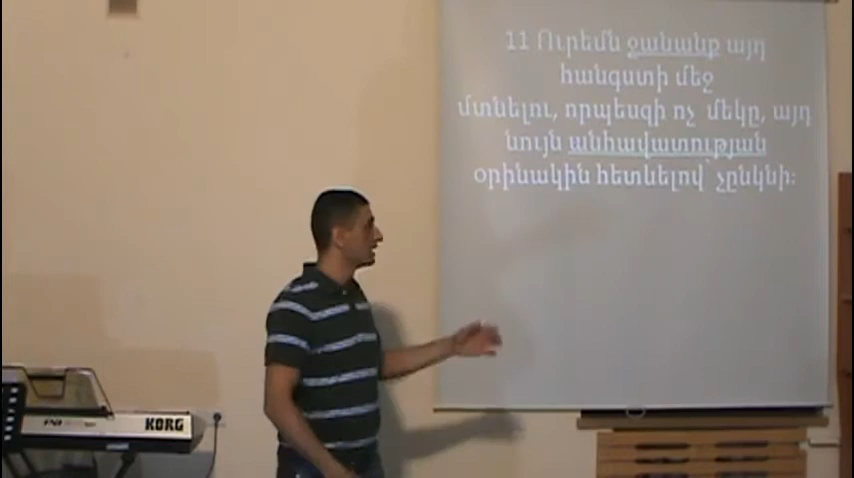 11 Ուրեմն ջանանք այդ
հանգստի մեջ
մտնելու, որպեսզի ոչ մեկը, այդ
նույն անհավատության
օրինակին հետևելով՝ չընկնի:
KORG